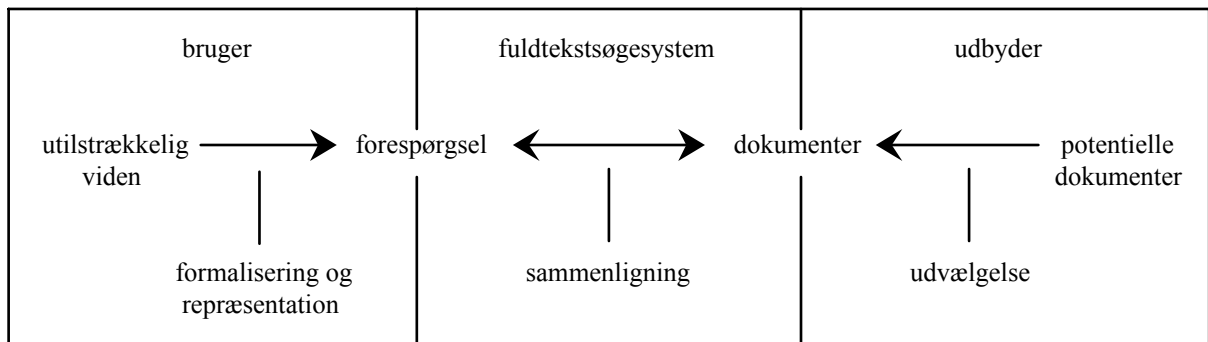 bruger
fuldtekstsøgesystem
udbyder
utilstrækkelig
viden
forespørgsel
dokumenter
potentielle
dokumenter
formalisering og
repræsentation
sammenligning
udvælgelse